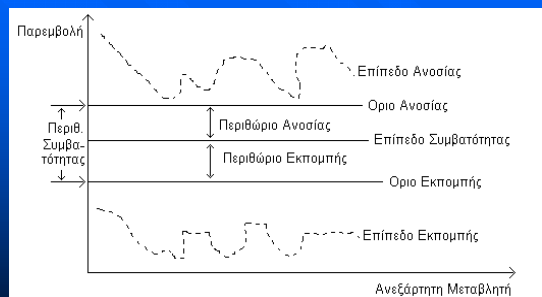 Παρεμβολή
Επίπεδο Ανοσίας
Οριο Ανοσίας
Περιθ.
Συμβα-
τότητας
Περιθώριο Ανοσίας
Επίπεδο Συμβατότητας
Περιθώριο Εκπομπής
Οριο Εκπομπής
Επίπεδο Εκπομπής
Ανεξάρτητη Μεταβλητή